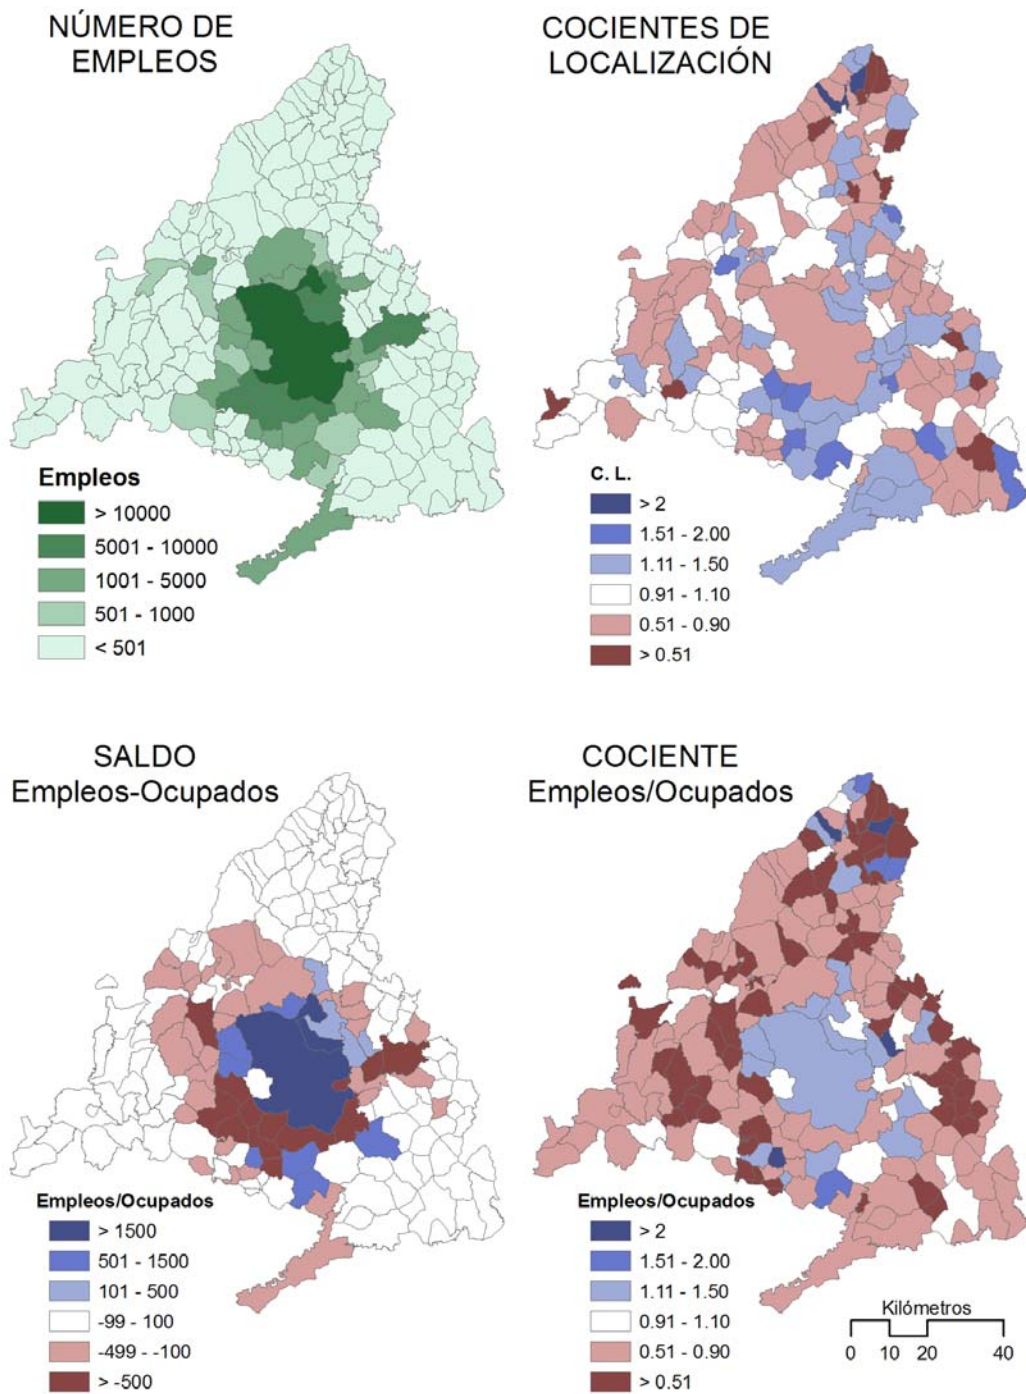 NÚMERO DE
EMPLEOS
Empleos
> 10000
5001 - 10000
1001 - 5000
501 - 1000
< 501
COCIENTES DE
LOCALIZACIÓN
C. L.
> 2
1.51 - 2.00
1.11 - 1.50
0.91 - 1.10
0.51 - 0.90
> 0.51
SALDO
Empleos-Ocupados
Empleos/Ocupados
> 1500
501 - 1500
101 - 500
-99 - 100
-499 - -100
> -500
COCIENTE
Empleos/Ocupados
Empleos/Ocupados
> 2
1.51 - 2.00
1.11 - 1.50
0.91 - 1.10
0.51 - 0.90
> 0.51
Kilómetros
0 10 20 40